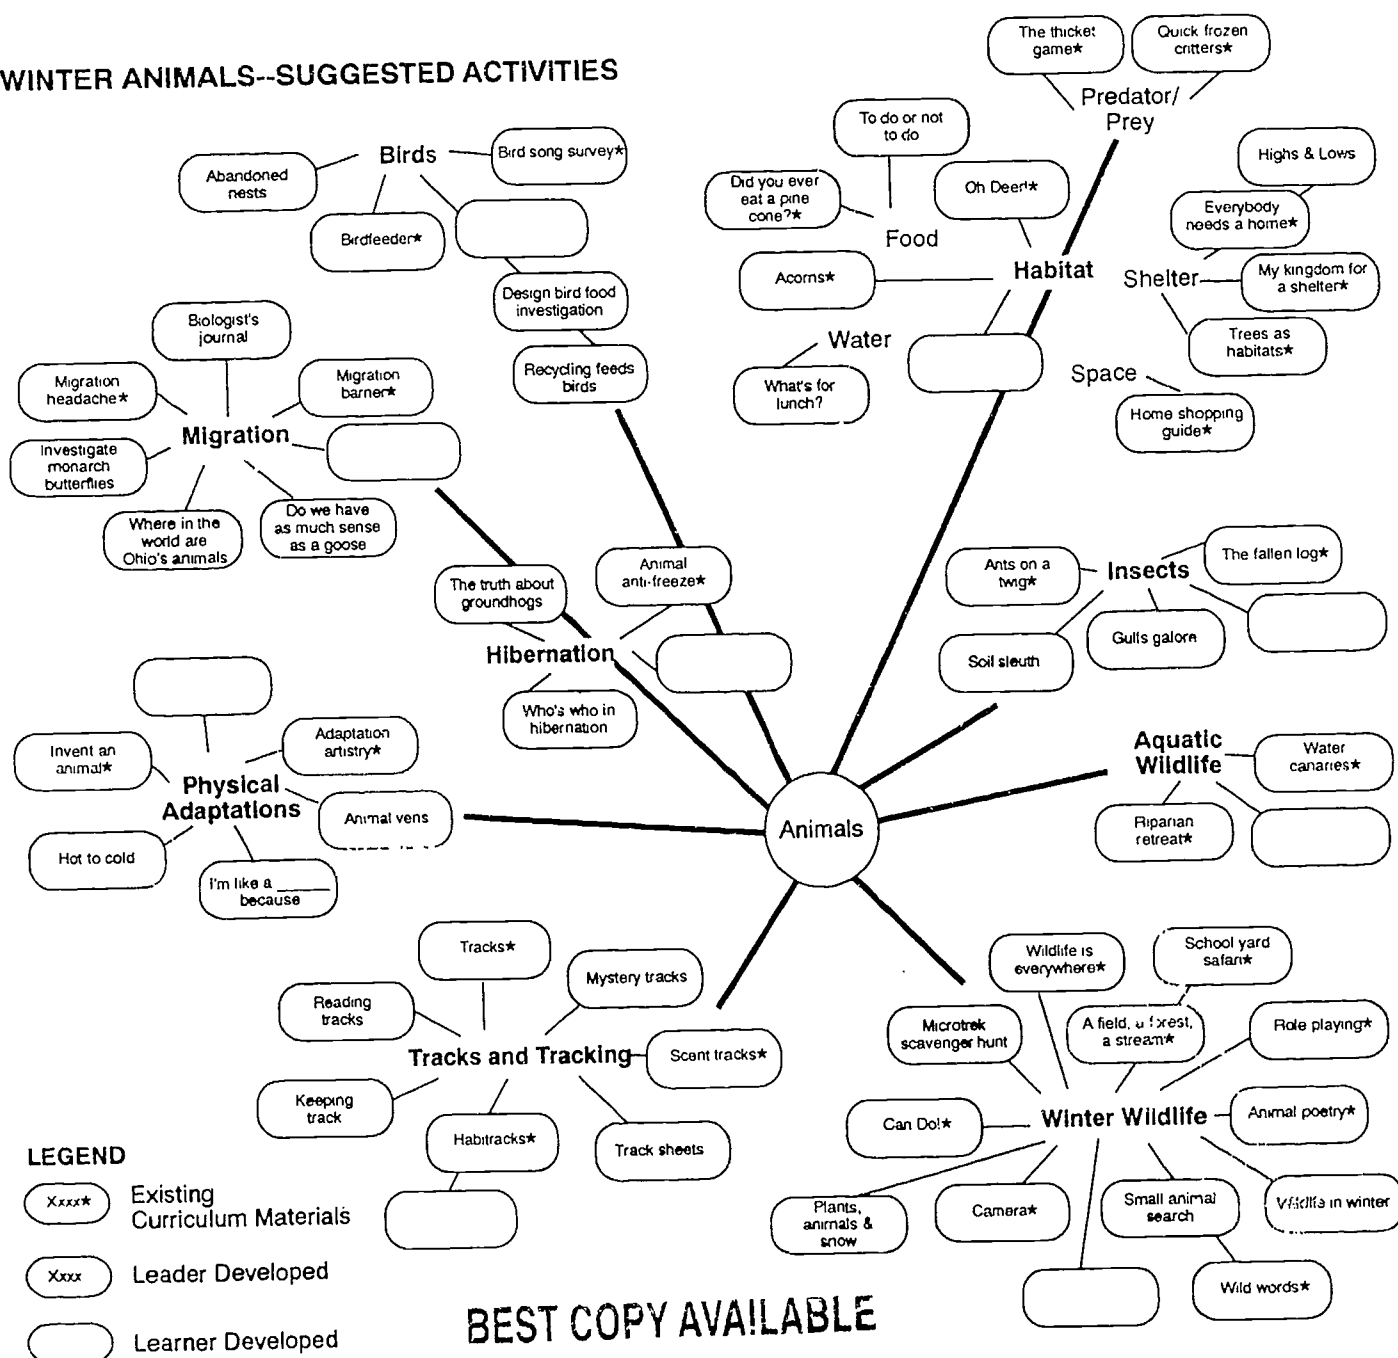 WINTER ANIMALS--SUGGESTED ACTIVITIES
The thicket
game★
Quick frozen
critters★
Predator/
Prey
To do or not
to do
Did you ever
eat a pine
cone?★
Food
Oh Deer!★
Acorns★
Habitat
Water
What's for
lunch?
Highs & Lows
Everybody
needs a home★
Shelter
My kingdom for
a shelter★
Trees as
habitats★
Space
Home shopping
guide★
Birds
Bird song survey★
Abandoned
nests
Birdfeeder★
Design bird food
investigation
Recycling feeds
birds
Biologist's
journal
Migration
headache★
Migration
barrier★
Migration
Investigate
monarch
butterflies
Where in the
world are
Ohio's animals
Do we have
as much sense
as a goose
The truth about
groundhogs
Animal
anti-freeze★
Hibernation
Who's who in
hibernation
Ants on a
twig★
Insects
The fallen log★
Soil sleuth
Gulls galore
Invent an
animal★
Adaptation
artistry★
Physical
Adaptations
Animal vens
Hot to cold
I'm like a ______
because
Animals
Aquatic
Wildlife
Water
canaries★
Riparian
retreat★
Tracks★
Mystery tracks
Reading
tracks
Tracks and Tracking
Scent tracks★
Keeping
track
Habitracks★
Track sheets
Wildlife is
everywhere★
School yard
safari★
Microtrek
scavenger hunt
A field, a forest,
a stream★
Role playing★
Can Do!★
Winter Wildlife
Animal poetry★
Plants,
animals &
snow
Camera★
Small animal
search
Wildlife in winter
Wild words★
LEGEND
Xxxx★
Existing
Curriculum Materials
Xxxx
Leader Developed
Learner Developed
BEST COPY AVAILABLE